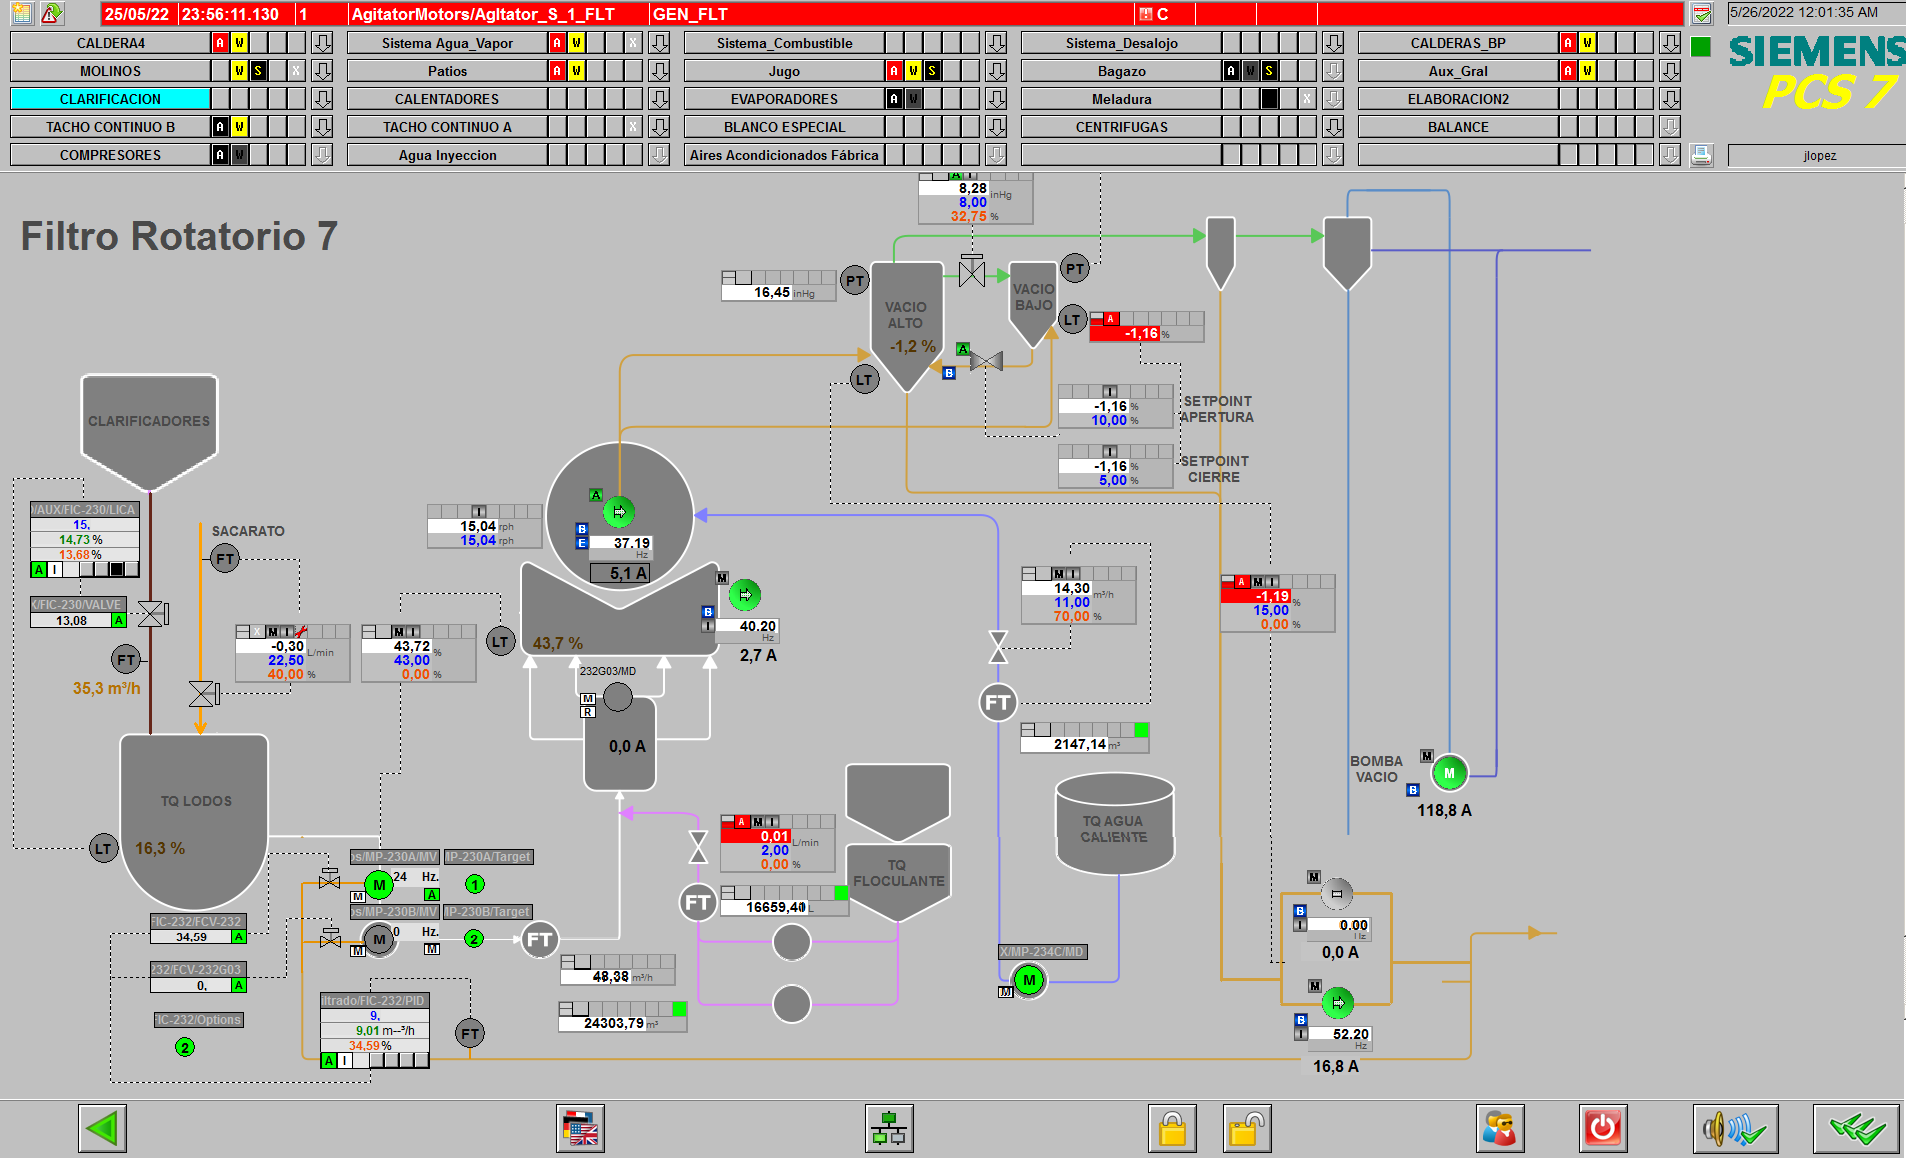 25/05/22 23:56:11.130 1 AgitatorMotors/AgItator_S_1_FLT GEN_FLT C 5/26/2022 12:01:35 AM
CALDERA4 A W Sistema Agua_Vapor A W X Sistema_Combustible Sistema_Desalojo CALDERAS_BP A W
SIEMENS
MOLINOS W S X Patios A W Jugo A W S Bagazo A W S Aux_Gral A W
PCS 7
CLARIFICACION CALENTADORES EVAPORADORES A W Meladura X ELABORACION2
TACHO CONTINUO B A W TACHO CONTINUO A X BLANCO ESPECIAL CENTRIFUGAS BALANCE
COMPRESORES A W Agua Inyeccion Aires Acondicionados Fábrica jlopez
Filtro Rotatorio 7
A I
8,28 inHg
8,00
32,75 %
16,45 inHg
PT
VACIO
ALTO
-1,2 %
LT
VACIO
BAJO
PT
LT
A
-1,16 %
A
B
I
-1,16 %
10,00 %
SETPOINT
APERTURA
I
-1,16 %
5,00 %
SETPOINT
CIERRE
CLARIFICADORES
/AUX/FIC-230/LICA
15,
14,73 %
13,68 %
A I
X/FIC-230/VALVE
13,08 A
FT
35,3 m³/h
SACARATO
FT
X M I
-0,30 L/min
22,50
40,00 %
M I
43,72 %
43,00
0,00 %
LT
I
15,04 rph
15,04 rph
A
B
E
37.19
Hz
5,1 A
43,7 %
M
B
I
40.20
Hz
2,7 A
232G03/MD
M
R
0,0 A
M I
14,30 m³/h
11,00
70,00 %
FT
2147,14 m³
A M I
-1,19 %
15,00
0,00 %
TQ LODOS
16,3 %
LT
os/MP-230A/MV MP-230A/Target
M 24 Hz. 1
M A
os/MP-230B/MV MP-230B/Target
M 0 Hz. 2
M M
FT
48,38 m³/h
24303,79 m³
FIC-232/FCV-232
34,59 A
232/FCV-232G03
0, A
FIC-232/Options
2
iltrado/FIC-232/PID
9,
9,01 m--³/h
34,59 %
A I
FT
A M I
0,01 L/min
2,00
0,00 %
FT
16659,40 L
TQ
FLOCULANTE
TQ AGUA
CALIENTE
X/MP-234C/MD
M
M
BOMBA
VACIO
M
B
M
118,8 A
M
B
I
0.00
Hz
0,0 A
M
B
I
52.20
Hz
16,8 A